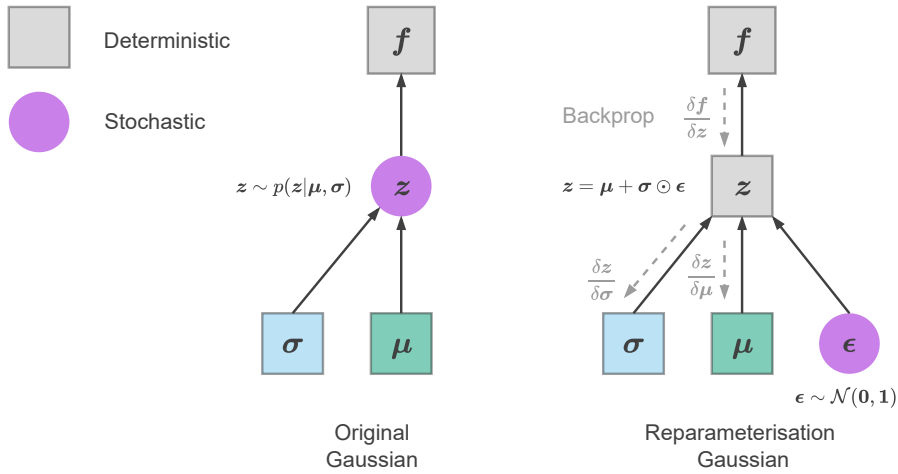 Deterministic
Stochastic
f
z ∼ p(z|μ, σ)
z
σ
μ
Original
Gaussian
f
Backprop
δf
δz
z = μ + σ ⊙ ϵ
z
δz
δσ
δz
δμ
σ
μ
ϵ
ϵ ∼ 𝒩(0, 1)
Reparameterisation
Gaussian